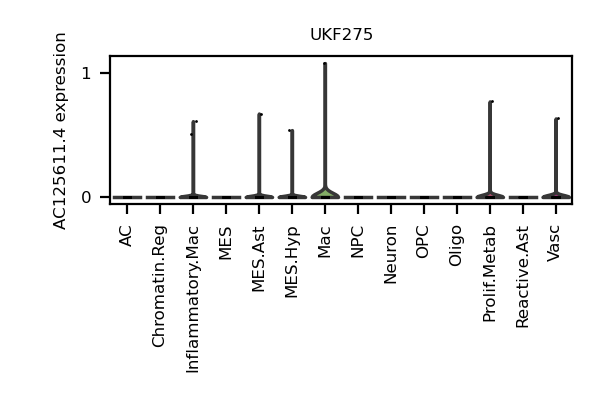 UKF275
AC125611.4 expression
1
0
AC
Chromatin.Reg
Inflammatory.Mac
MES
MES.Ast
MES.Hyp
Mac
NPC
Neuron
OPC
Oligo
Prolif.Metab
Reactive.Ast
Vasc